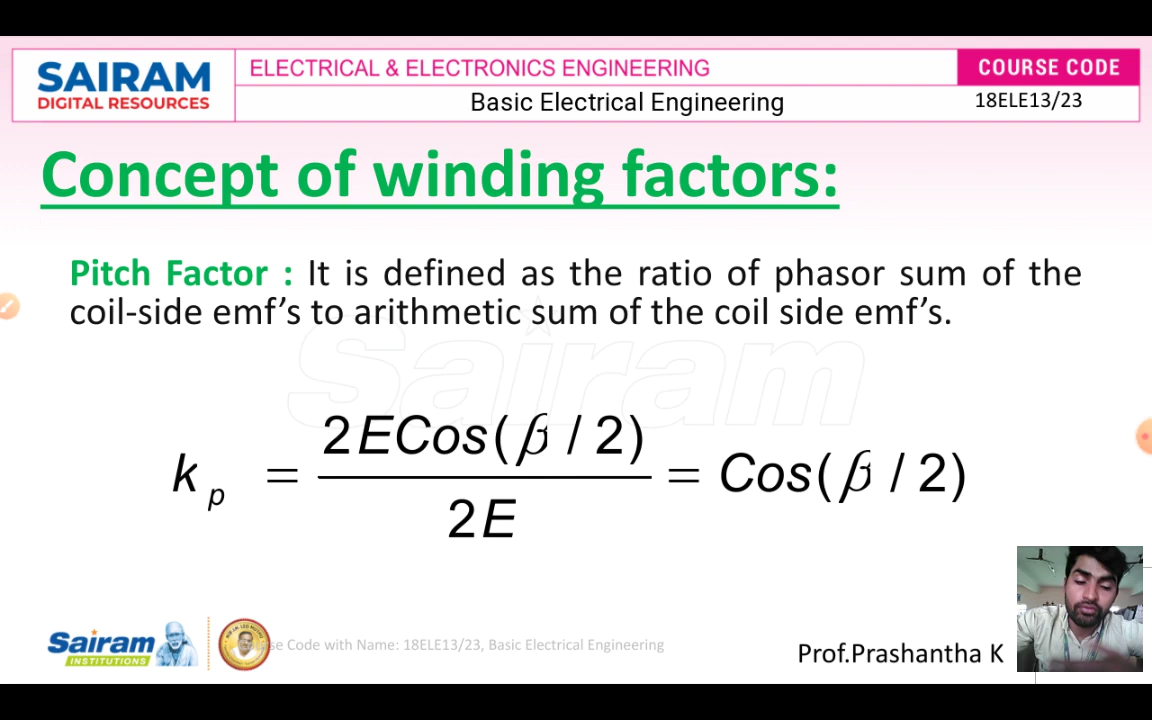 SAIRAM
DIGITAL RESOURCES
ELECTRICAL & ELECTRONICS ENGINEERING
Basic Electrical Engineering
COURSE CODE
18ELE13/23
Concept of winding factors:
Pitch Factor : It is defined as the ratio of phasor sum of the
coil-side emf’s to arithmetic sum of the coil side emf’s.
Sairam
k p = 2ECos(β / 2) / 2E = Cos(β / 2)
Sairam
INSTITUTIONS
se Code with Name: 18ELE13/23, Basic Electrical Engineering
Prof.Prashantha K